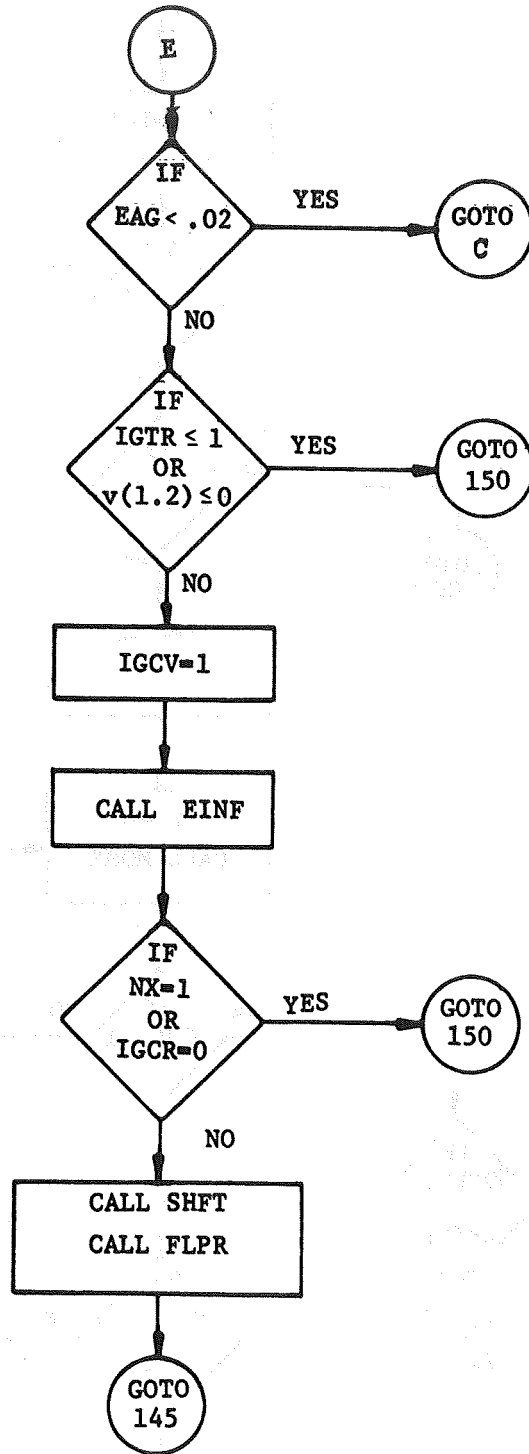 E
IF
EAG < .02
YES
GOTO
C
NO
IF
IGTR ≤ 1
OR
v(1.2) ≤ 0
YES
GOTO
150
NO
IGCV=1
CALL EINF
IF
NX=1
OR
IGCR=0
YES
GOTO
150
NO
CALL SHFT
CALL FLPR
GOTO
145